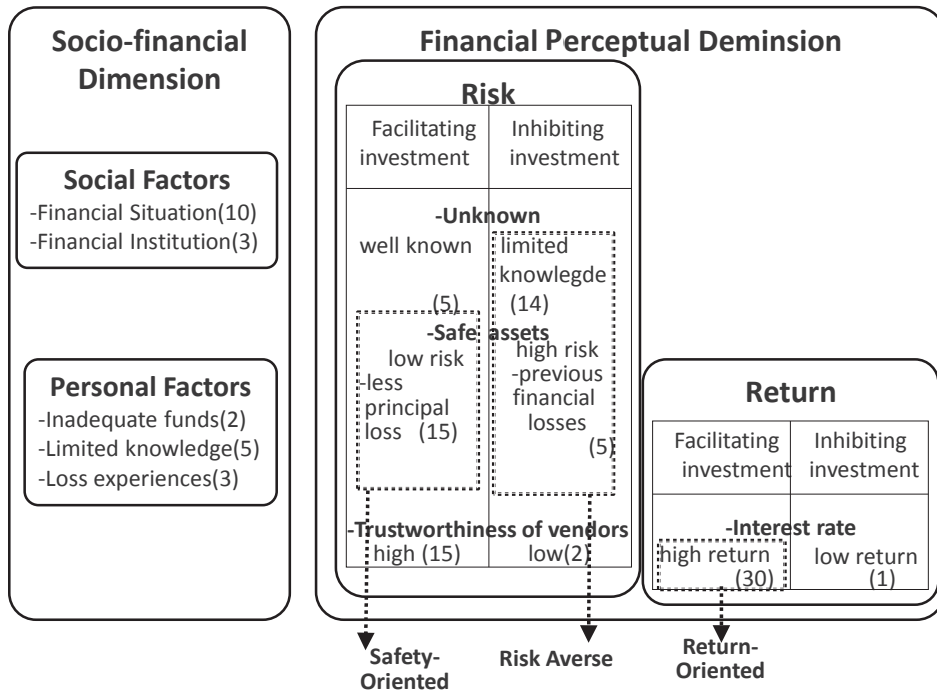 Socio-financial
Dimension
Social Factors
-Financial Situation(10)
-Financial Institution(3)
Personal Factors
-Inadequate funds(2)
-Limited knowledge(5)
-Loss experiences(3)
Financial Perceptual Deminsion
Risk
Facilitating
investment
Inhibiting
investment
-Unknown
well known
(5)
limited
knowlegde
(14)
-Safe assets
low risk
-less
principal
loss (15)
high risk
-previous
financial
losses
(5)
-Trustworthiness of vendors
high (15)
low(2)
Return
Facilitating
investment
Inhibiting
investment
-Interest rate
high return
(30)
low return
(1)
Safety-
Oriented
Risk Averse
Return-
Oriented